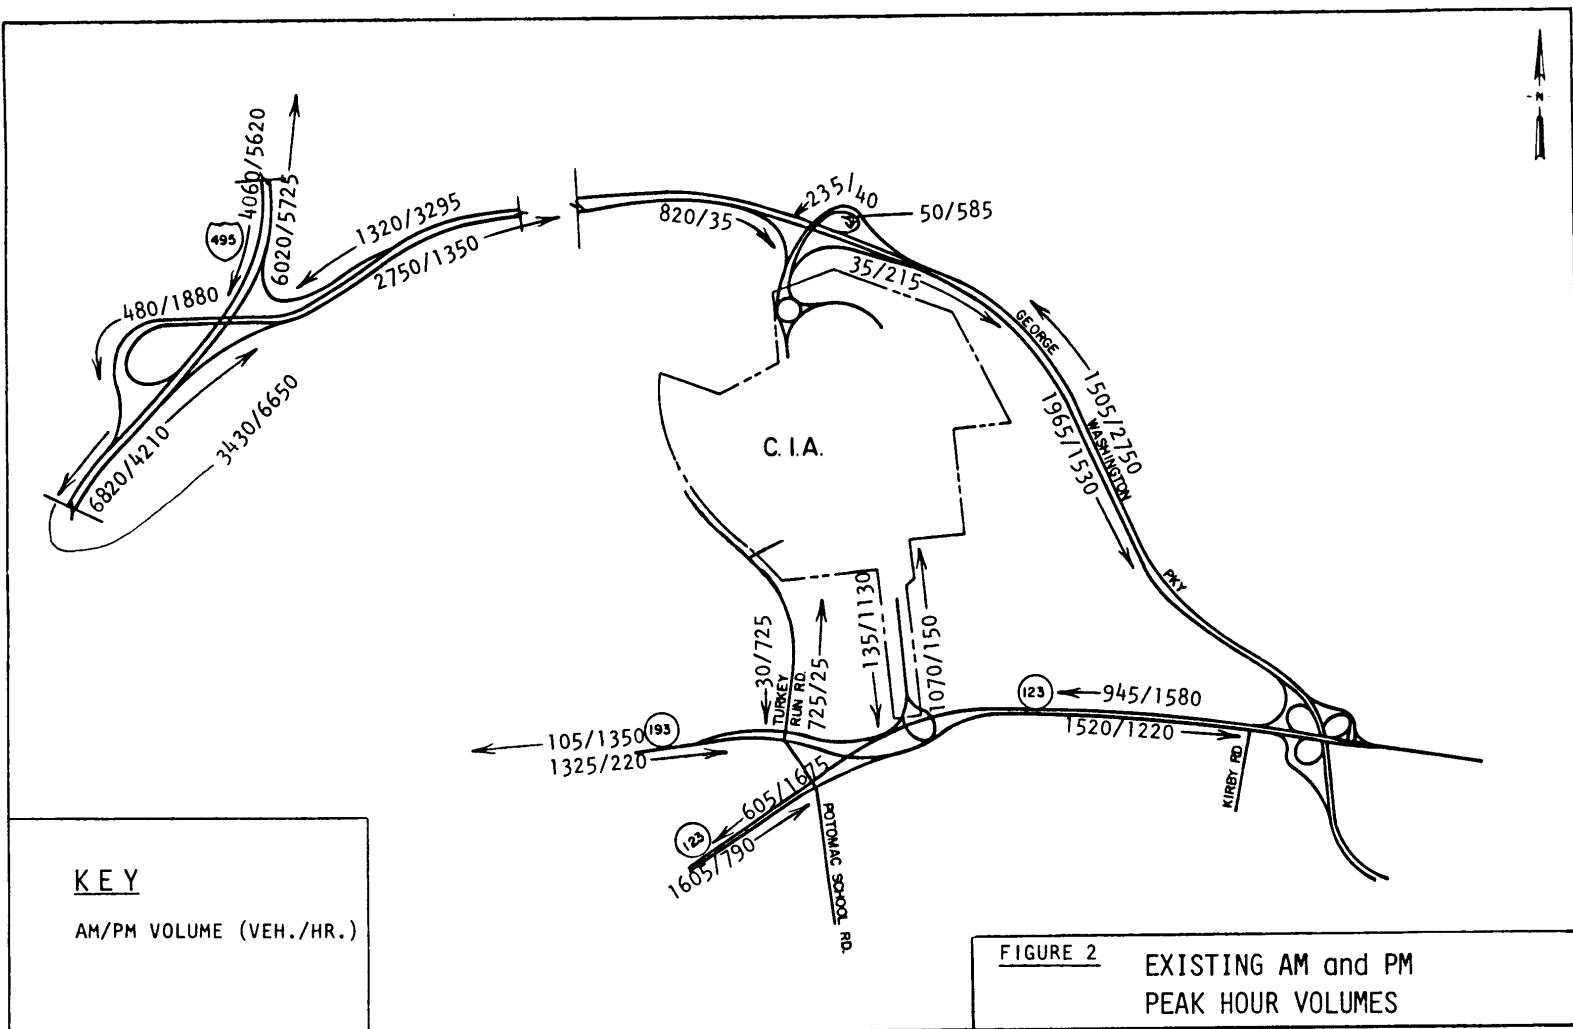 N
4060/5620
6020/5725
495
1320/3295
2750/1350
480/1880
3430/6650
6820/4210
235/40
50/585
820/35
35/215
GEORGE
WASHINGTON
PKY
1505/2750
1965/1530
C.I.A.
30/725
TURKEY
RUN RD.
725/25
135/1130
1070/150
123
945/1580
1520/1220
KIRBY RD
193
105/1350
1325/220
605/1675
123
1605/790
POTOMAC SCHOOL RD.
KEY
AM/PM VOLUME (VEH./HR.)
FIGURE 2
EXISTING AM and PM
PEAK HOUR VOLUMES